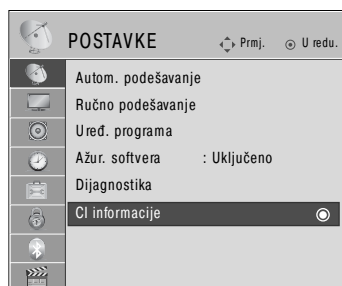 POSTAVKE Prmj. U redu.
Autom. podešavanje
Ručno podešavanje
Uređ. programa
Ažur. softvera : Uključeno
Dijagnostika
CI informacije